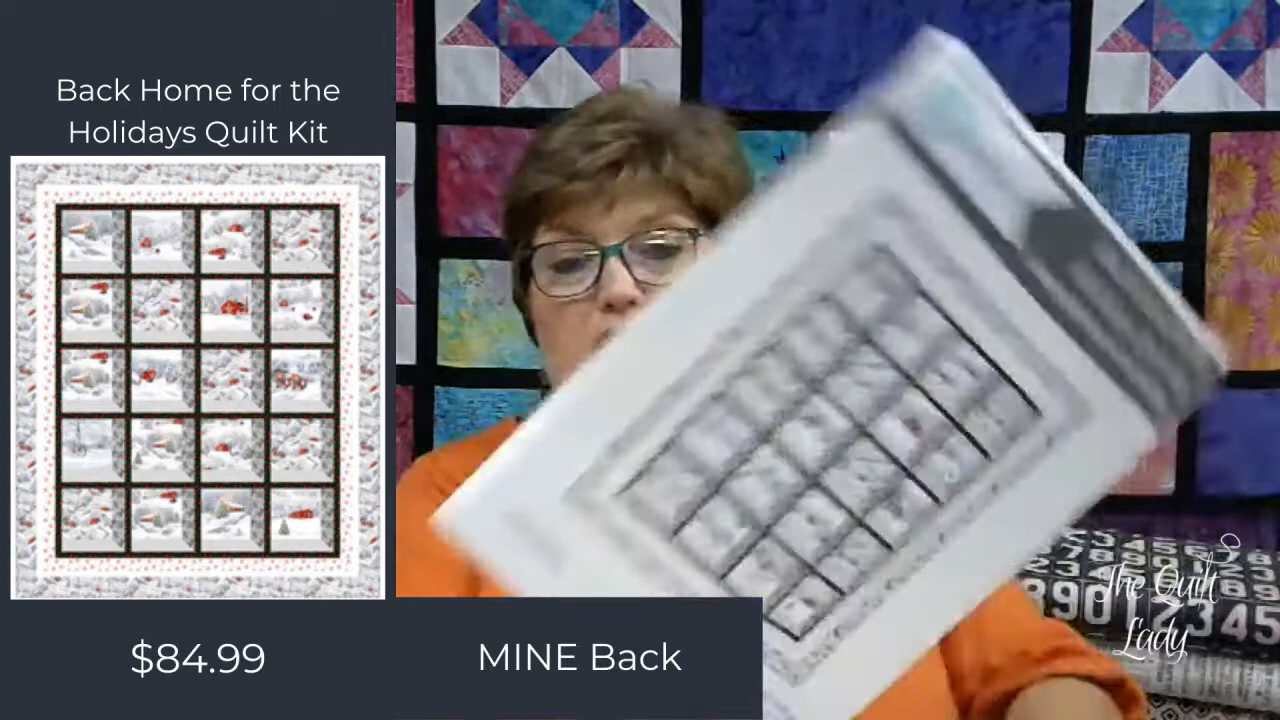 Back Home for the
Holidays Quilt Kit
$84.99
MINE Back
The Quilt
Lady